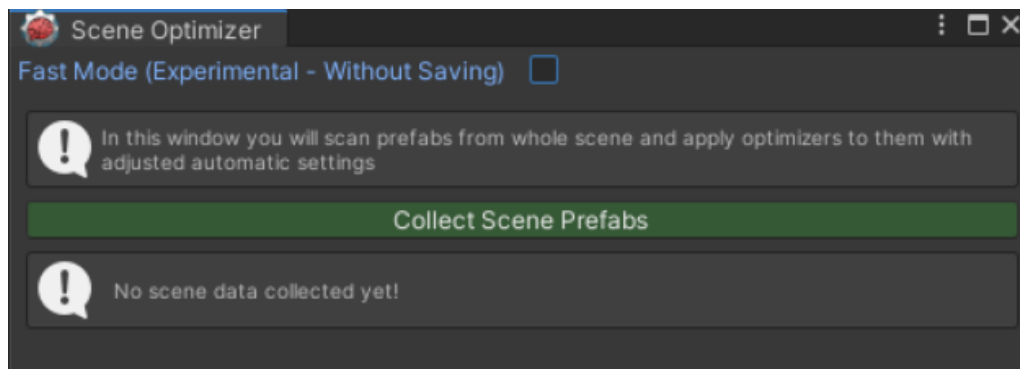 Scene Optimizer
Fast Mode (Experimental - Without Saving)
In this window you will scan prefabs from whole scene and apply optimizers to them with
adjusted automatic settings
Collect Scene Prefabs
No scene data collected yet!